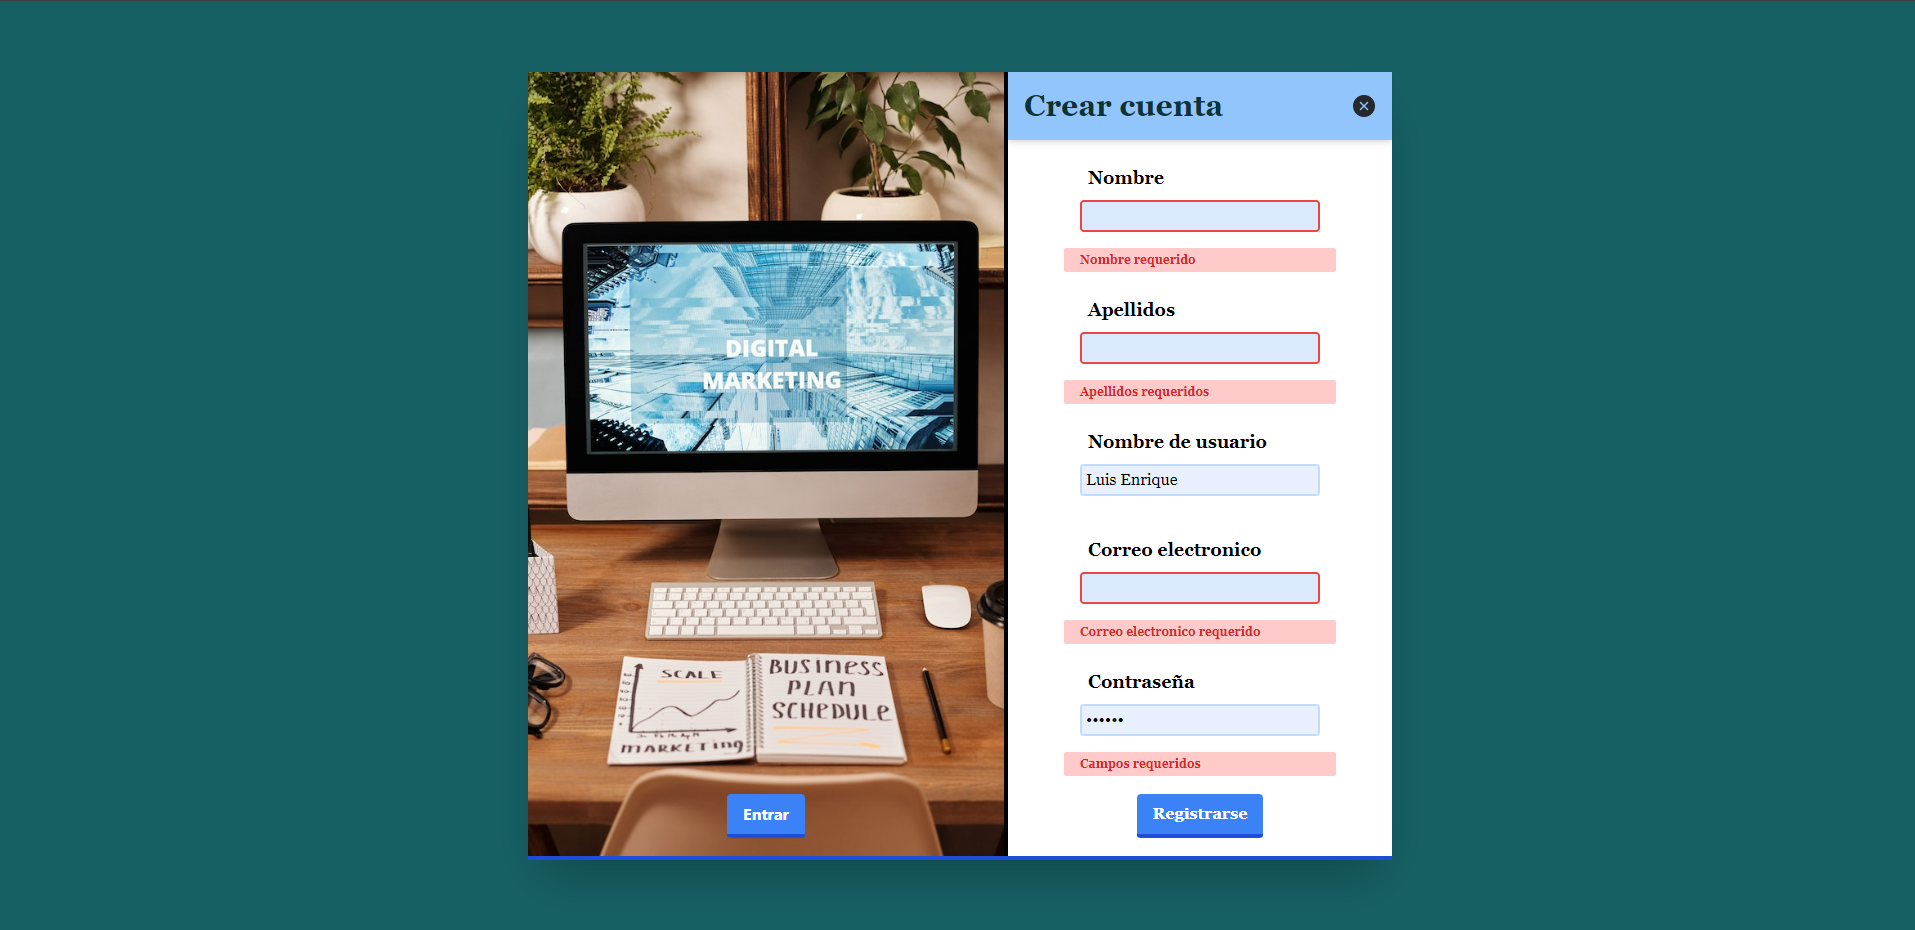 DIGITAL
MARKETING
SCALE
MARKETING
BUSINESS
PLAN
SCHEDULE
Entrar
Crear cuenta
Nombre
Nombre requerido
Apellidos
Apellidos requeridos
Nombre de usuario
Luis Enrique
Correo electronico
Correo electronico requerido
Contraseña
••••••
Campos requeridos
Registrarse